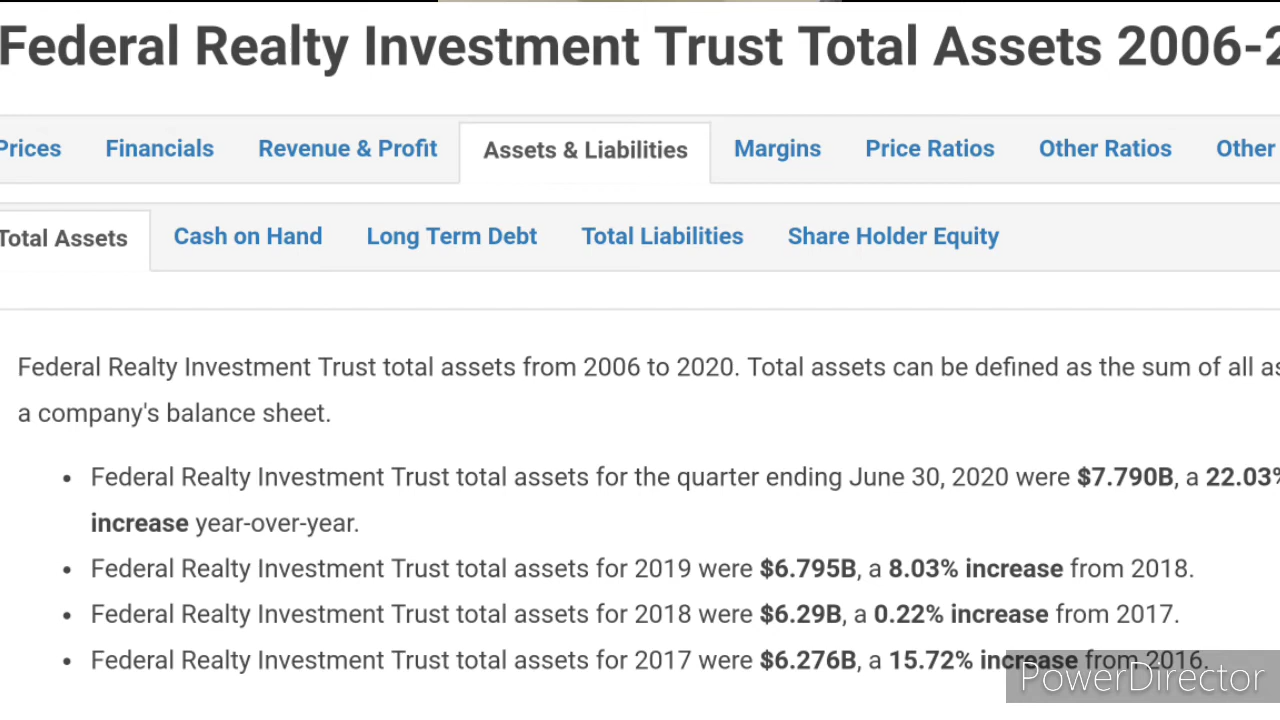 Federal Realty Investment Trust Total Assets 2006-2
Prices Financials Revenue & Profit Assets & Liabilities Margins Price Ratios Other Ratios Other
Total Assets Cash on Hand Long Term Debt Total Liabilities Share Holder Equity
Federal Realty Investment Trust total assets from 2006 to 2020. Total assets can be defined as the sum of all as
a company's balance sheet.
• Federal Realty Investment Trust total assets for the quarter ending June 30, 2020 were $7.790B, a 22.03%
increase year-over-year.
• Federal Realty Investment Trust total assets for 2019 were $6.795B, a 8.03% increase from 2018.
• Federal Realty Investment Trust total assets for 2018 were $6.29B, a 0.22% increase from 2017.
• Federal Realty Investment Trust total assets for 2017 were $6.276B, a 15.72% increase from 2016.
PowerDirector